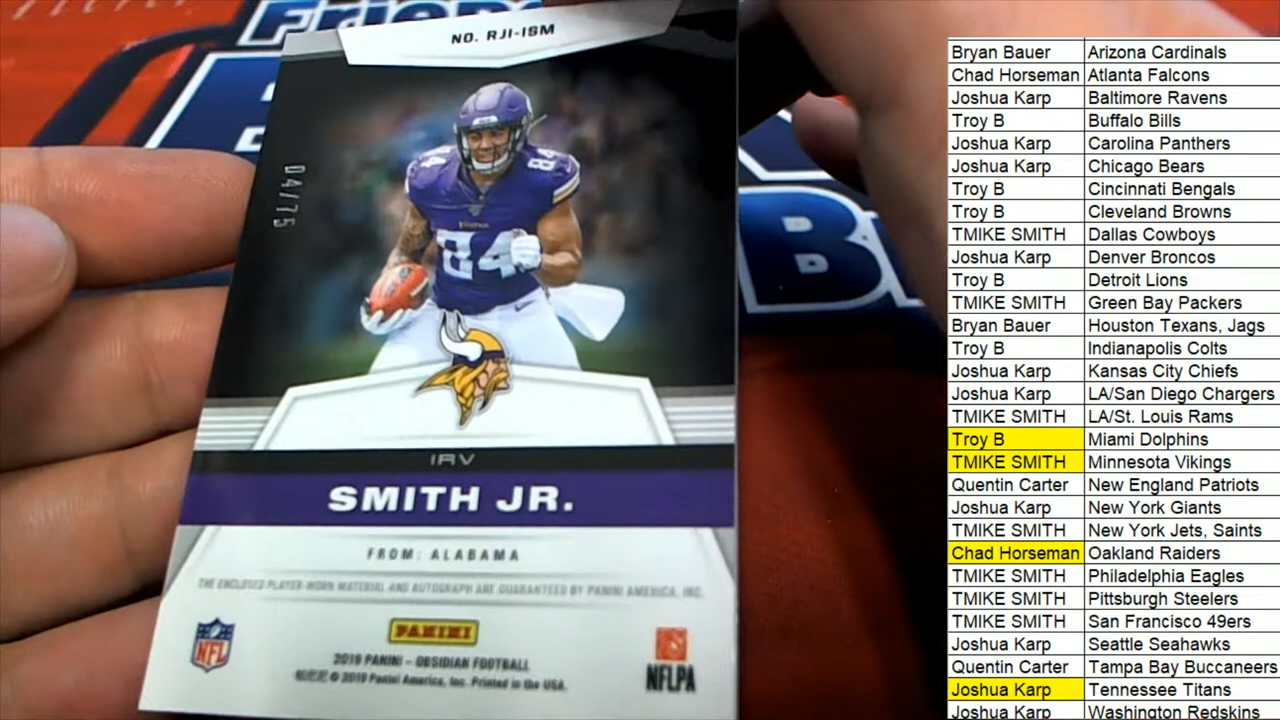 NO. RJI-ISM
04/75
84
84
84
IRV
SMITH JR.
FROM: ALABAMA
THE ENCLOSED PLAYER-WORN MATERIAL AND AUTOGRAPH ARE GUARANTEED BY PANINI AMERICA, INC.
PANINI
NFL
2019 PANINI – OBSIDIAN FOOTBALL
© 2019 Panini America, Inc. Printed in the USA.
NFLPA
Bryan Bauer Arizona Cardinals
Chad Horseman Atlanta Falcons
Joshua Karp Baltimore Ravens
Troy B Buffalo Bills
Joshua Karp Carolina Panthers
Joshua Karp Chicago Bears
Troy B Cincinnati Bengals
Troy B Cleveland Browns
TMIKE SMITH Dallas Cowboys
Joshua Karp Denver Broncos
Troy B Detroit Lions
TMIKE SMITH Green Bay Packers
Bryan Bauer Houston Texans, Jags
Troy B Indianapolis Colts
Joshua Karp Kansas City Chiefs
Joshua Karp LA/San Diego Chargers
TMIKE SMITH LA/St. Louis Rams
Troy B Miami Dolphins
TMIKE SMITH Minnesota Vikings
Quentin Carter New England Patriots
Joshua Karp New York Giants
TMIKE SMITH New York Jets, Saints
Chad Horseman Oakland Raiders
TMIKE SMITH Philadelphia Eagles
TMIKE SMITH Pittsburgh Steelers
TMIKE SMITH San Francisco 49ers
Joshua Karp Seattle Seahawks
Quentin Carter Tampa Bay Buccaneers
Joshua Karp Tennessee Titans
Joshua Karp Washington Redskins